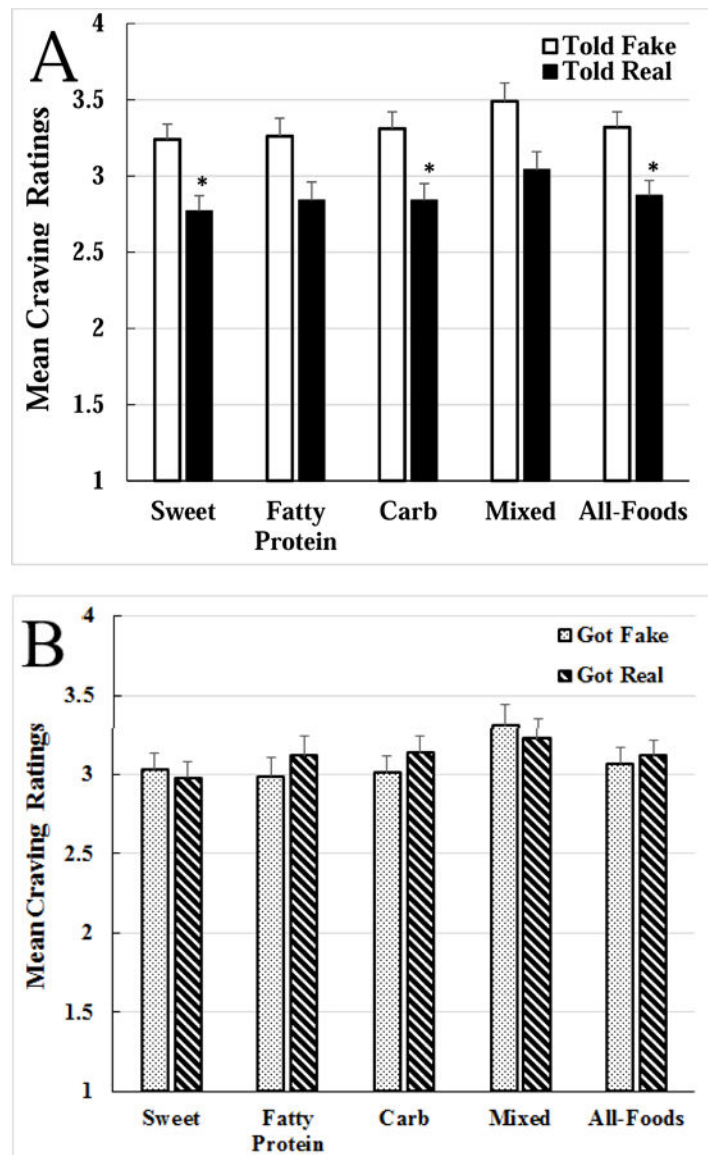 A
Told Fake
Told Real
Mean Craving Ratings
4
3.5
3
2.5
2
1.5
1
*
*
*
Sweet
Fatty
Protein
Carb
Mixed
All-Foods
B
Got Fake
Got Real
Mean Craving Ratings
4
3.5
3
2.5
2
1.5
1
Sweet
Fatty
Protein
Carb
Mixed
All-Foods